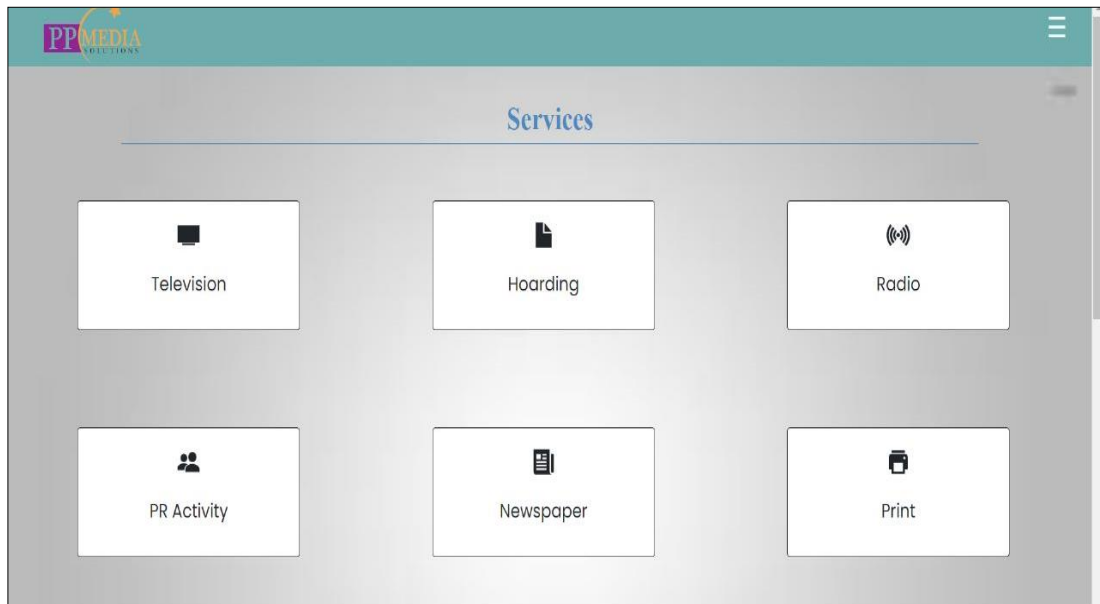 PP MEDIA
SOLUTIONS
Services
Television
Hoarding
Radio
PR Activity
Newspaper
Print